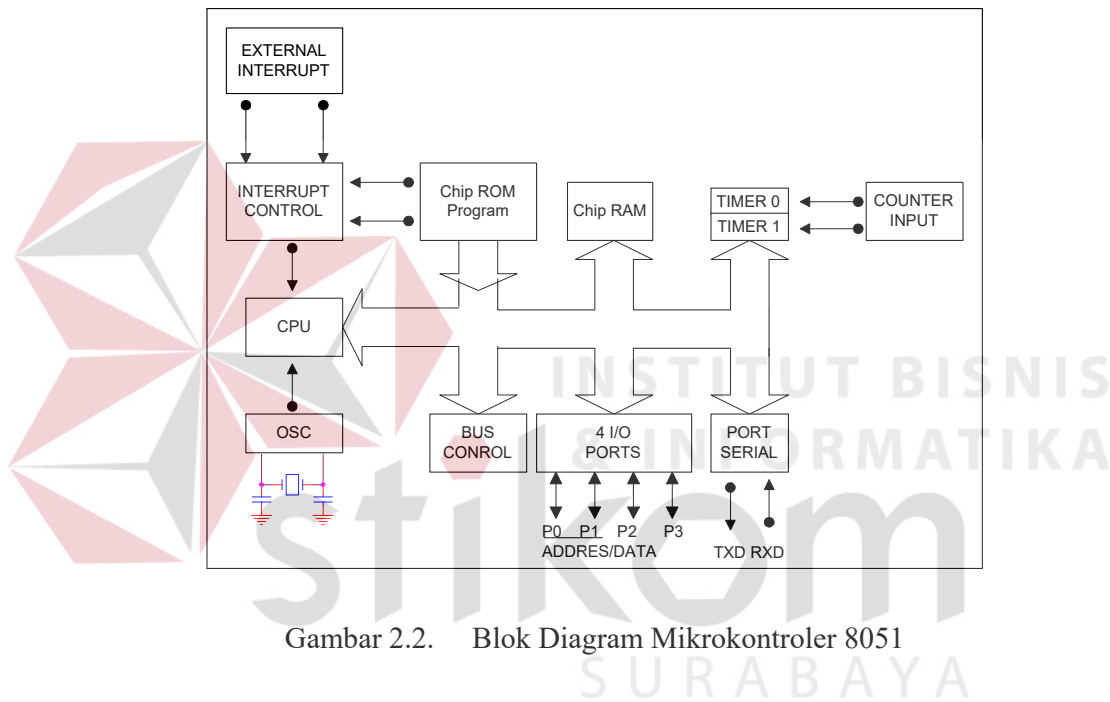 EXTERNAL
INTERRUPT
INTERRUPT
CONTROL
Chip ROM
Program
Chip RAM
TIMER 0
TIMER 1
COUNTER
INPUT
CPU
OSC
BUS
CONROL
4 I/O
PORTS
PORT
SERIAL
P0 P1 P2 P3
ADDRES/DATA
TXD RXD
INSTITUT BISNIS
& INFORMATIKA
stikom
SURABAYA
Gambar 2.2. Blok Diagram Mikrokontroler 8051